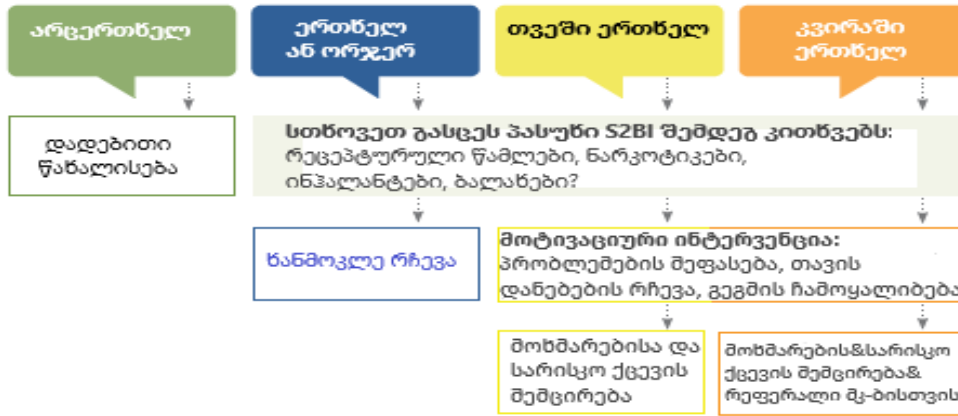 არცერთხელ
ერთხელ
ან ორჯერ
თვეში ერთხელ
კვირაში
ერთხელ
დადებითი
წახალისება
სთხოვეთ გასცეს პასუხი S2BI შემდეგ კითხვებს:
რეცეპტურული წამლები, ნარკოტიკები,
ინჰალანტები, ბალახები?
ხანმოკლე რჩევა
მოტივაციური ინტერვენცია:
პრობლემების შეფასება, თავის
დანებების რჩევა, გეგმის ჩამოყალიბება
მოხმარებისა და
სარისკო ქცევის
შემცირება
მოხმარების&სარისკო
ქცევის შემცირება&
რეფერალი მკ-ბისთვის